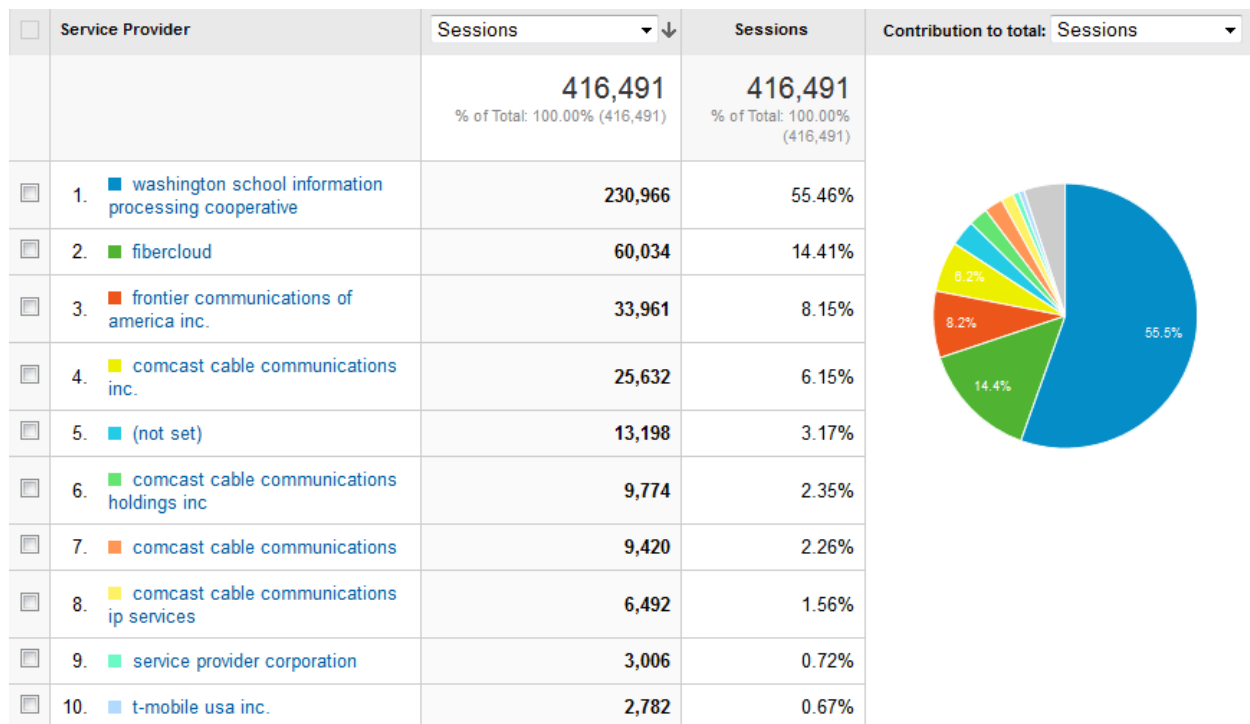 Service Provider
Sessions
Sessions
Contribution to total: Sessions
416,491
% of Total: 100.00% (416,491)
416,491
% of Total: 100.00%
(416,491)
1. washington school information
processing cooperative
230,966
55.46%
2. fibercloud
60,034
14.41%
3. frontier communications of
america inc.
33,961
8.15%
4. comcast cable communications
inc.
25,632
6.15%
5. (not set)
13,198
3.17%
6. comcast cable communications
holdings inc
9,774
2.35%
7. comcast cable communications
9,420
2.26%
8. comcast cable communications
ip services
6,492
1.56%
9. service provider corporation
3,006
0.72%
10. t-mobile usa inc.
2,782
0.67%
6.2%
8.2%
55.5%
14.4%